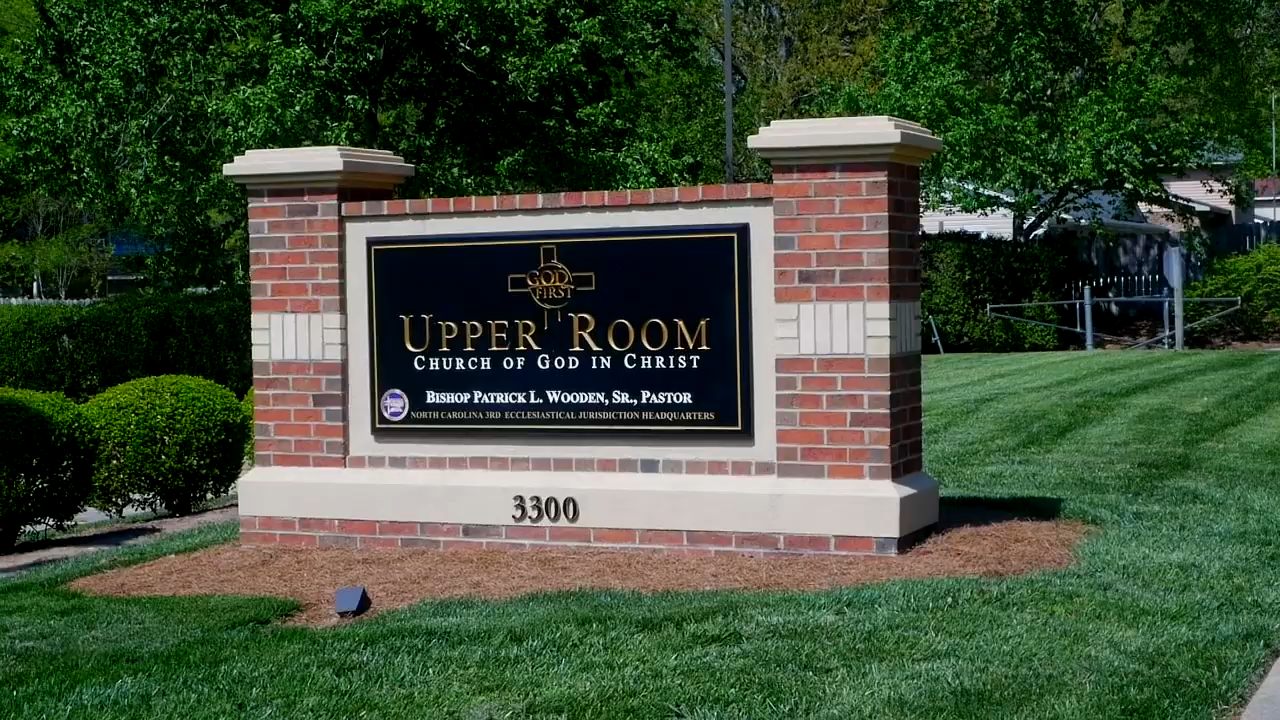 GOD
FIRST
UPPER ROOM
CHURCH OF GOD IN CHRIST
BISHOP PATRICK L. WOODEN, SR., PASTOR
NORTH CAROLINA 3RD ECCLESIASTICAL JURISDICTION HEADQUARTERS
3300